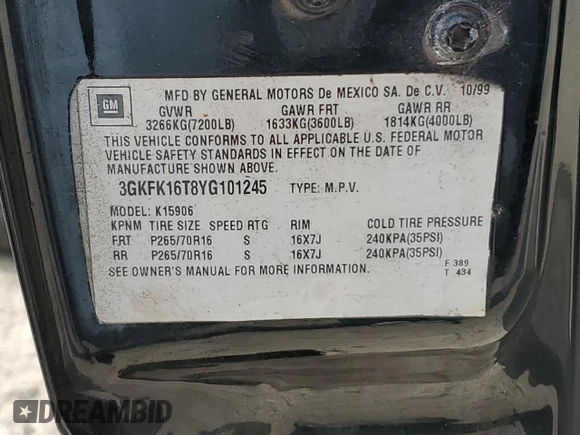 GM
MFD BY GENERAL MOTORS De MEXICO SA. De C.V. 10/99
GVWR GAWR FRT GAWR RR
3266KG(7200LB) 1633KG(3600LB) 1814KG(4000LB)
THIS VEHICLE CONFORMS TO ALL APPLICABLE U.S. FEDERAL MOTOR
VEHICLE SAFETY STANDARDS IN EFFECT ON THE DATE OF
MANUFACTURE SHOWN ABOVE.
3GKFK16T8YG101245 TYPE: M.P.V.
MODEL: K15906
KPNM TIRE SIZE SPEED RTG RIM COLD TIRE PRESSURE
FRT P265/70R16 S 16X7J 240KPA(35PSI)
RR P265/70R16 S 16X7J 240KPA(35PSI)
SEE OWNER'S MANUAL FOR MORE INFORMATION.
F 389
T 434
DREAMBID